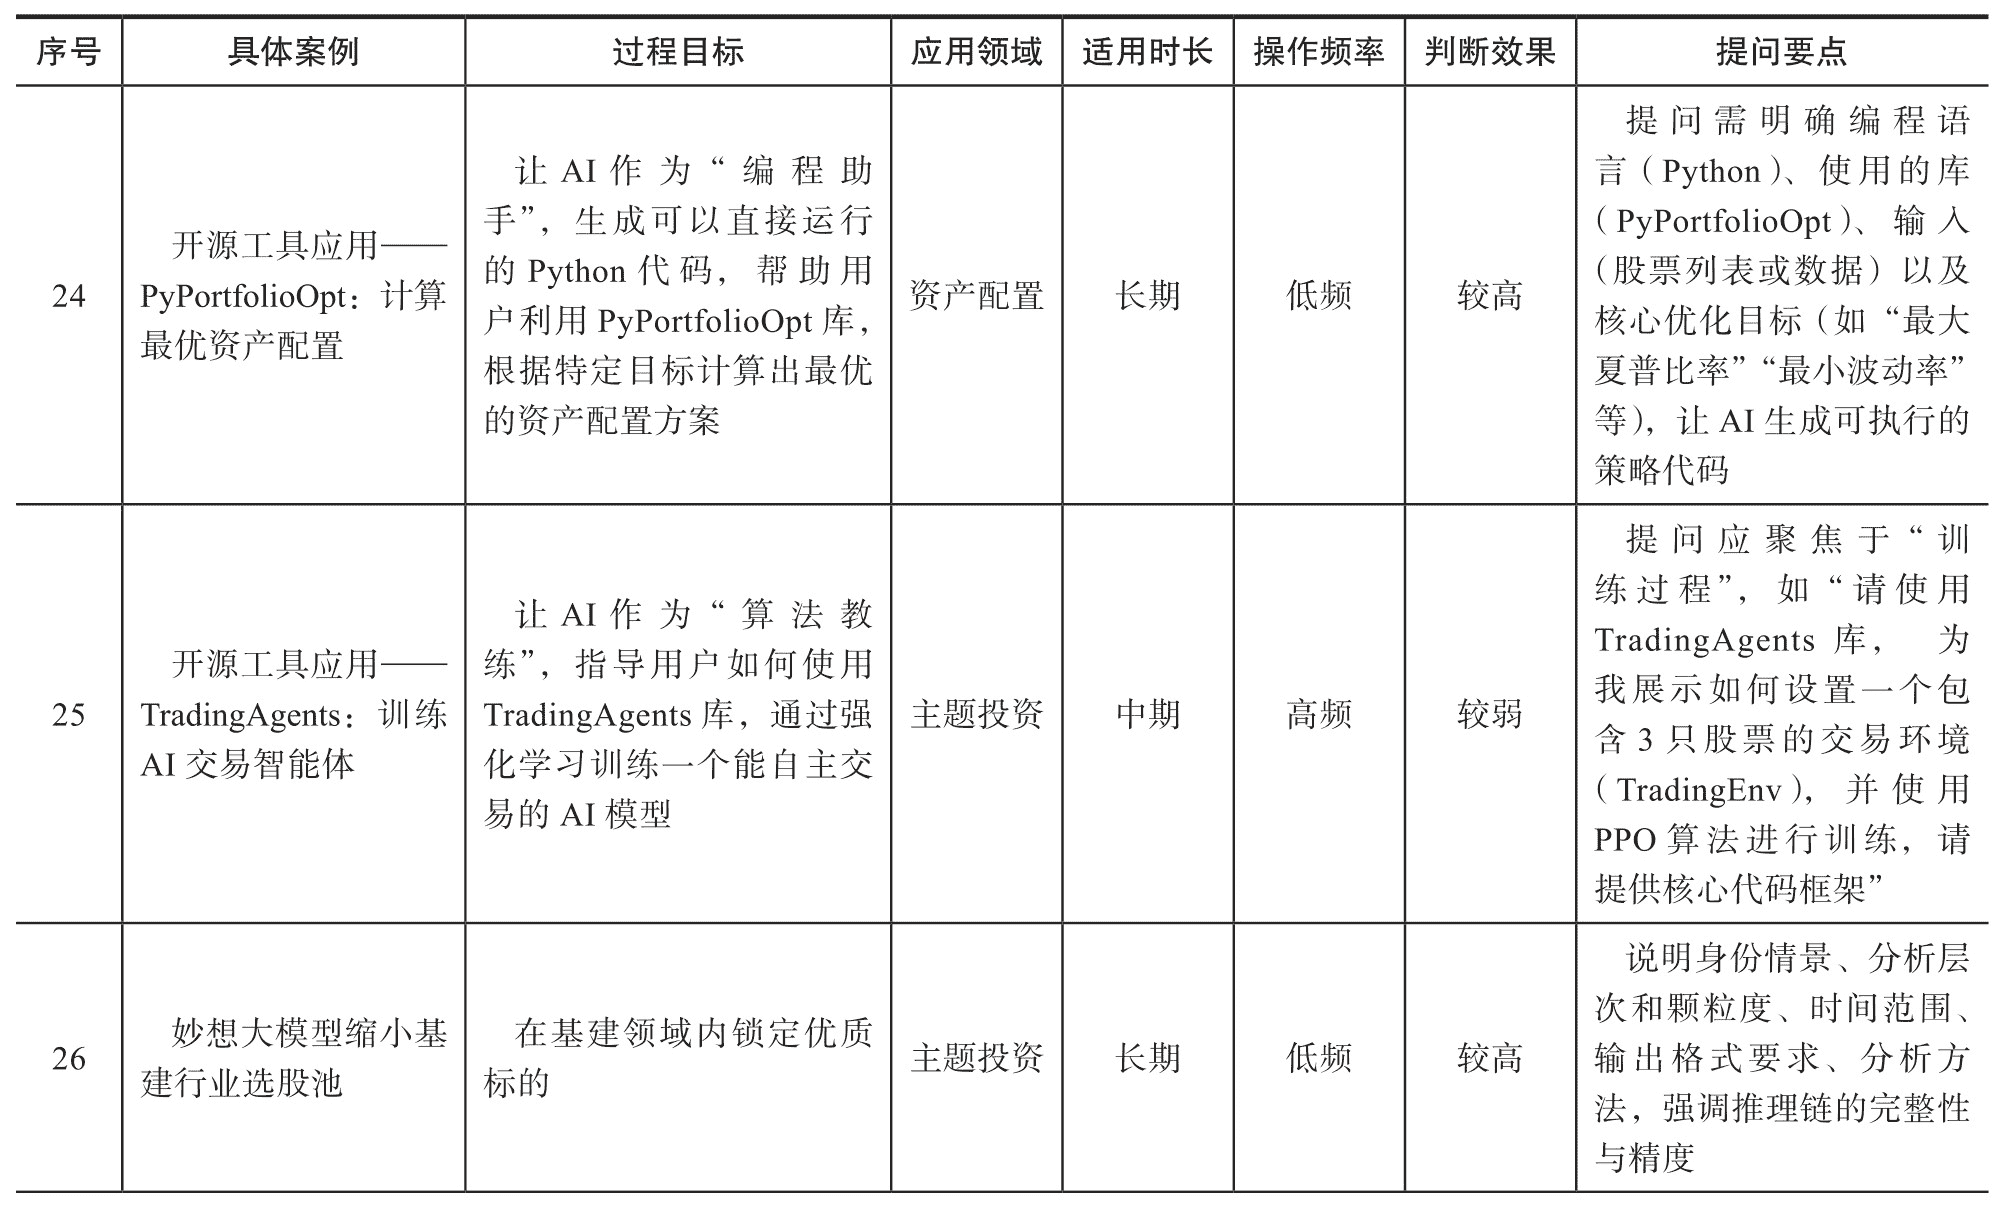 序号 具体案例 过程目标 应用领域 适用时长 操作频率 判断效果 提问要点
24
开源工具应用——
PyPortfolioOpt：计算
最优资产配置
让AI作为“编程助
手”，生成可以直接运行
的Python代码，帮助用
户利用PyPortfolioOpt库，
根据特定目标计算出最优
的资产配置方案
资产配置
长期
低频
较高
提问需明确编程语
言（Python）、使用的库
（PyPortfolioOpt）、输入
（股票列表或数据）以及
核心优化目标（如“最大
夏普比率”“最小波动率”
等），让AI生成可执行的
策略代码
25
开源工具应用——
TradingAgents：训练
AI交易智能体
让AI作为“算法教
练”，指导用户如何使用
TradingAgents库，通过强
化学习训练一个能自主交
易的AI模型
主题投资
中期
高频
较弱
提问应聚焦于“训
练过程”，如“请使用
TradingAgents库，为
我展示如何设置一个包
含3只股票的交易环境
（TradingEnv），并使用
PPO算法进行训练，请
提供核心代码框架”
26
妙想大模型缩小基
建行业选股池
在基建领域内锁定优质
标的
主题投资
长期
低频
较高
说明身份情景、分析层
次和颗粒度、时间范围、
输出格式要求、分析方
法，强调推理链的完整性
与精度